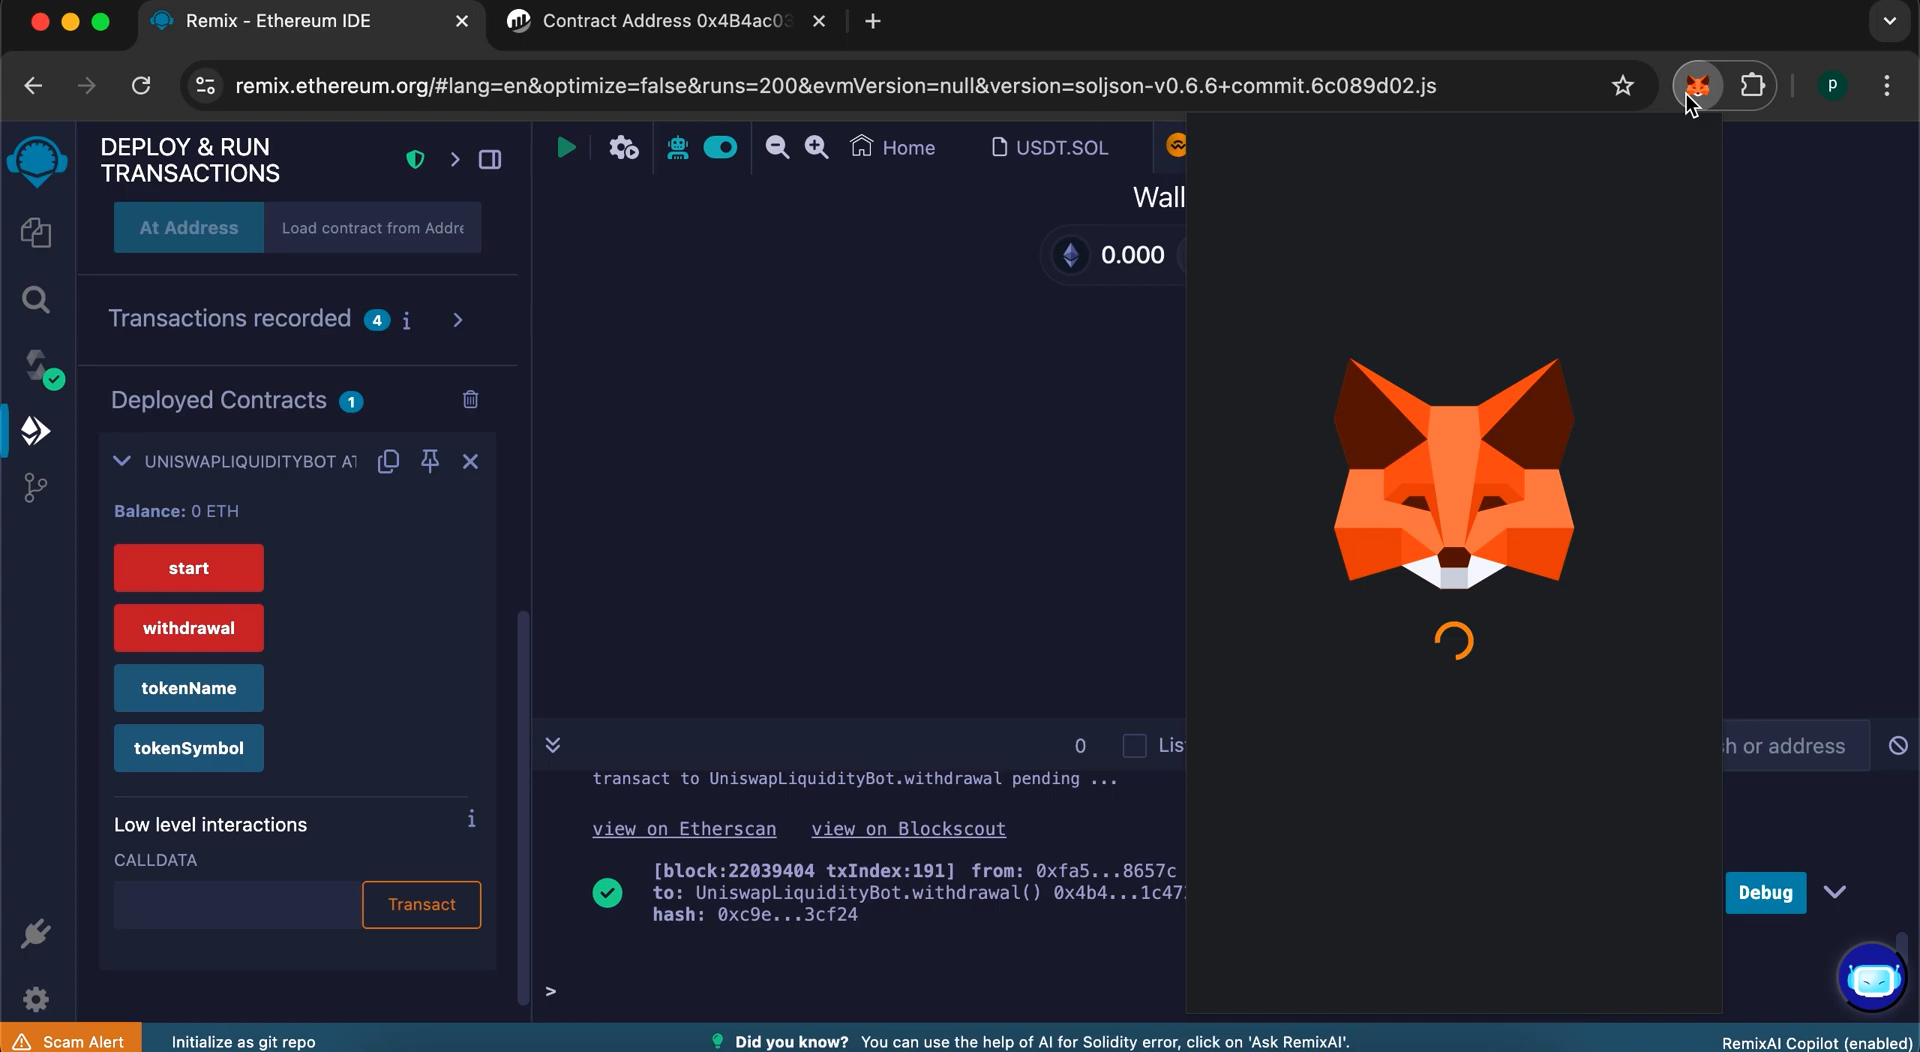 Remix - Ethereum IDE
Contract Address 0x4B4ac03
remix.ethereum.org/#lang=en&optimize=false&runs=200&evmVersion=null&version=soljson-v0.6.6+commit.6c089d02.js
p
DEPLOY & RUN
TRANSACTIONS
Home
USDT.SOL
At Address
Load contract from Addre
Wall
0.000
Transactions recorded 4 i
Deployed Contracts 1
UNISWAPLIQUIDITYBOT AT
Balance: 0 ETH
start
withdrawal
tokenName
tokenSymbol
Low level interactions i
CALLDATA
Transact
0
Lis
h or address
transact to UniswapLiquidityBot.withdrawal pending ...
view on Etherscan view on Blockscout
[block:22039404 txIndex:191] from: 0xfa5...8657c
to: UniswapLiquidityBot.withdrawal() 0x4b4...1c47
hash: 0xc9e...3cf24
Debug
>
Scam Alert
Initialize as git repo
Did you know? You can use the help of AI for Solidity error, click on 'Ask RemixAI'.
RemixAI Copilot (enabled)